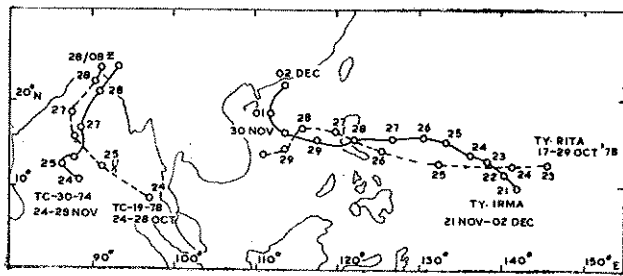 28/08 Z
28
28
02 DEC
20°N
27
27
01
30 NOV
28
29
29
27
28
26
27
26
25
25
24
23
22
21
24
23
TY-RITA
17-29 OCT '78
TY. IRMA
21 NOV-02 DEC
25
24
25
24
10°
TC-30-74
24-29 NOV
TC-19-78
24-28 OCT
90°
100°
110°
120°
130°
140°
150°E